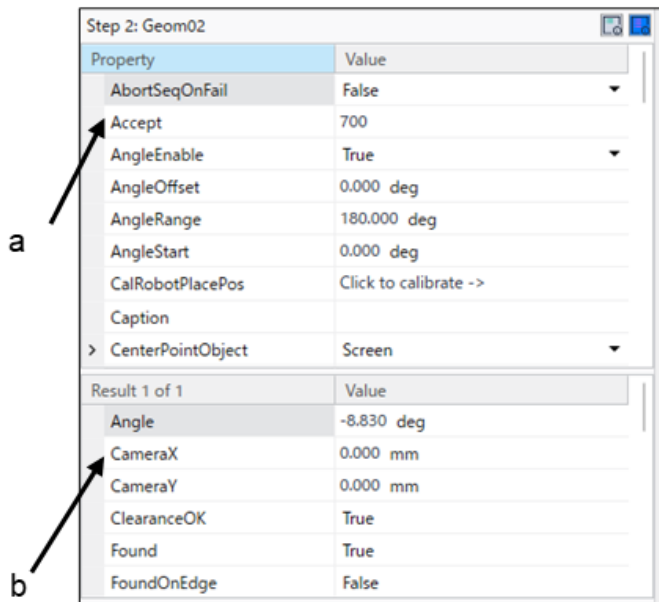 Step 2: Geom02
Property Value
AbortSeqOnFail False
Accept 700
AngleEnable True
AngleOffset 0.000 deg
AngleRange 180.000 deg
AngleStart 0.000 deg
CalRobotPlacePos Click to calibrate ->
Caption
> CenterPointObject Screen
Result 1 of 1 Value
Angle -8.830 deg
CameraX 0.000 mm
CameraY 0.000 mm
ClearanceOK True
Found True
FoundOnEdge False
a
b